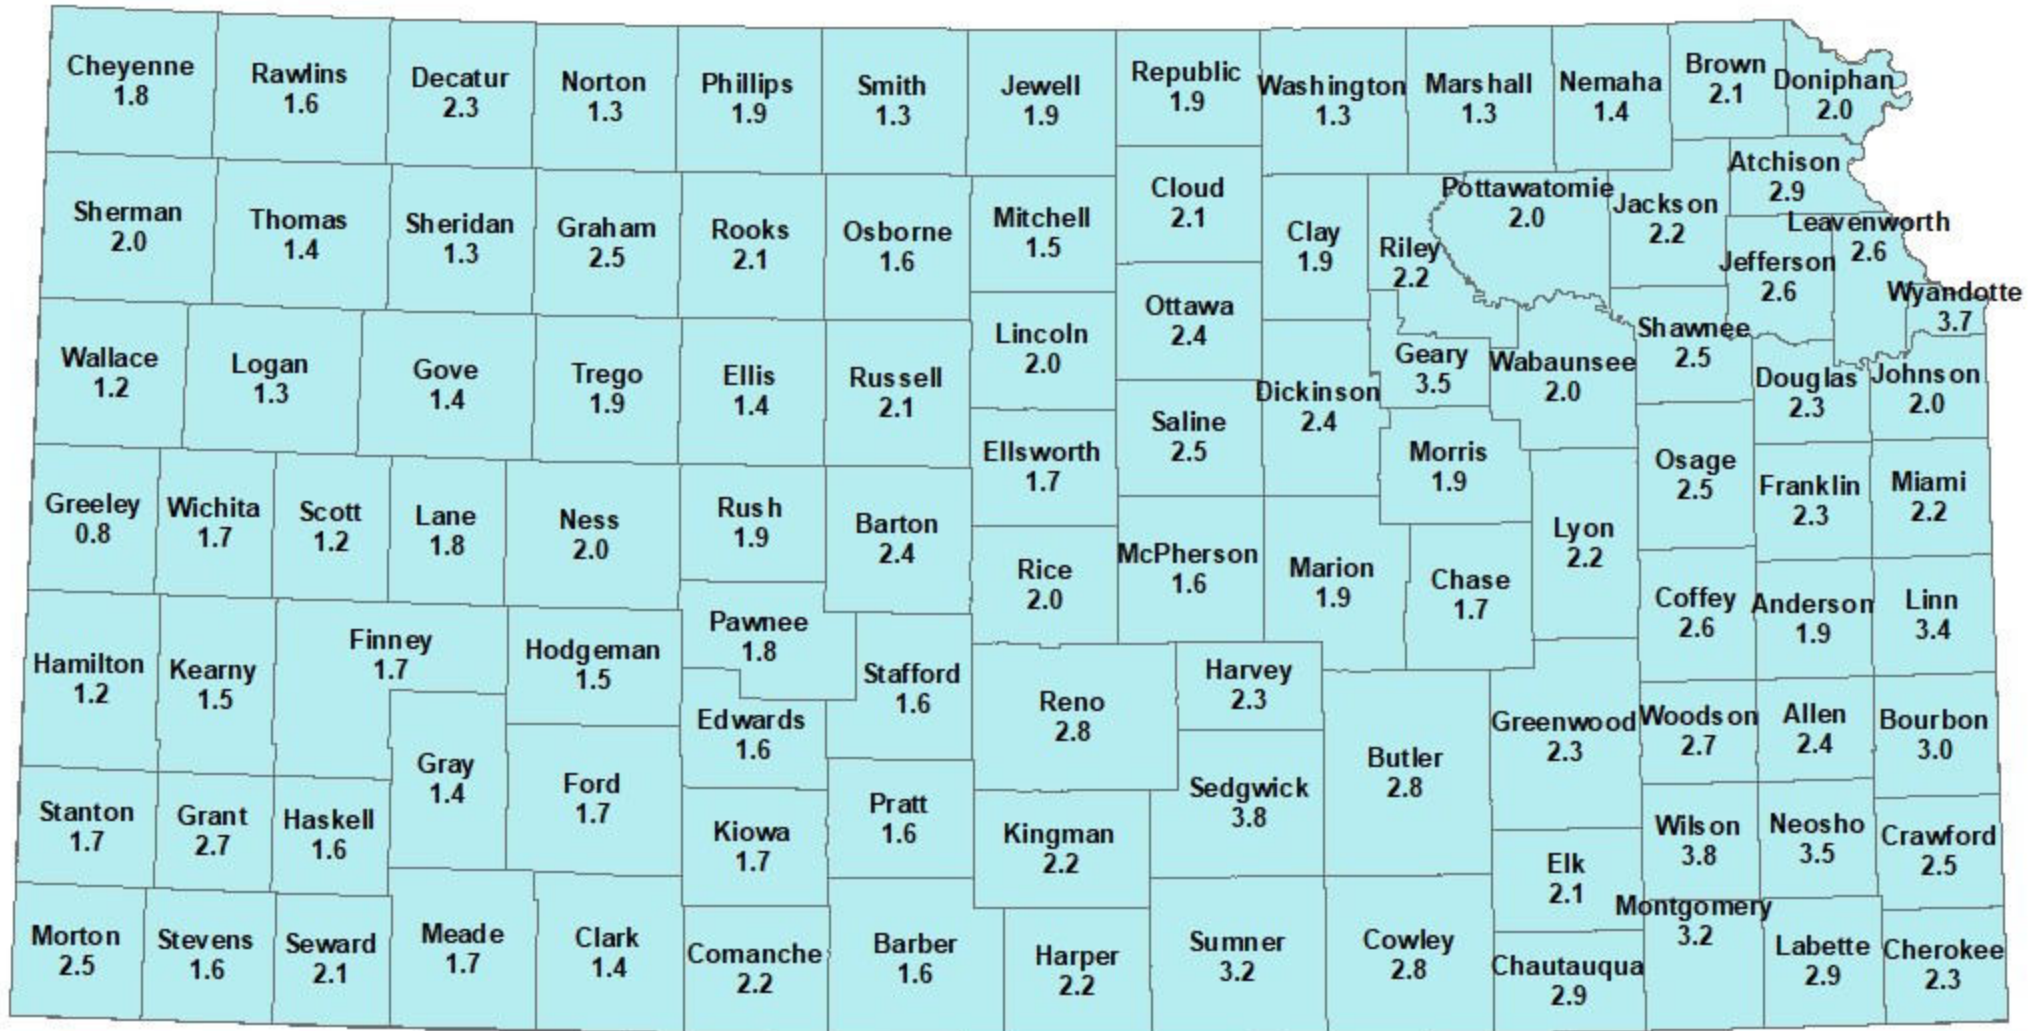 Cheyenne
1.8
Rawlins
1.6
Decatur
2.3
Norton
1.3
Phillips
1.9
Smith
1.3
Jewell
1.9
Republic
1.9
Washington
1.3
Marshall
1.3
Nemaha
1.4
Brown
2.1
Doniphan
2.0
Sherman
2.0
Thomas
1.4
Sheridan
1.3
Graham
2.5
Rooks
2.1
Osborne
1.6
Mitchell
1.5
Cloud
2.1
Clay
1.9
Riley
2.2
Pottawatomie
2.0
Jackson
2.2
Atchison
2.9
Leavenworth
2.6
Jefferson
2.6
Wyandotte
3.7
Wallace
1.2
Logan
1.3
Gove
1.4
Trego
1.9
Ellis
1.4
Russell
2.1
Lincoln
2.0
Ottawa
2.4
Dickinson
2.4
Geary
3.5
Wabaunsee
2.0
Shawnee
2.5
Douglas
2.3
Johnson
2.0
Ellsworth
1.7
Saline
2.5
Morris
1.9
Osage
2.5
Franklin
2.3
Miami
2.2
Greeley
0.8
Wichita
1.7
Scott
1.2
Lane
1.8
Ness
2.0
Rush
1.9
Barton
2.4
Rice
2.0
McPherson
1.6
Marion
1.9
Chase
1.7
Lyon
2.2
Coffey
2.6
Anderson
1.9
Linn
3.4
Hamilton
1.2
Kearny
1.5
Finney
1.7
Hodgeman
1.5
Pawnee
1.8
Stafford
1.6
Edwards
1.6
Reno
2.8
Harvey
2.3
Butler
2.8
Greenwood
2.3
Woodson
2.7
Allen
2.4
Bourbon
3.0
Gray
1.4
Ford
1.7
Stanton
1.7
Grant
2.7
Haskell
1.6
Kiowa
1.7
Pratt
1.6
Kingman
2.2
Sedgwick
3.8
Elk
2.1
Wilson
3.8
Neosho
3.5
Crawford
2.5
Morton
2.5
Stevens
1.6
Seward
2.1
Meade
1.7
Clark
1.4
Comanche
2.2
Barber
1.6
Harper
2.2
Sumner
3.2
Cowley
2.8
Chautauqua
2.9
Montgomery
3.2
Labette
2.9
Cherokee
2.3